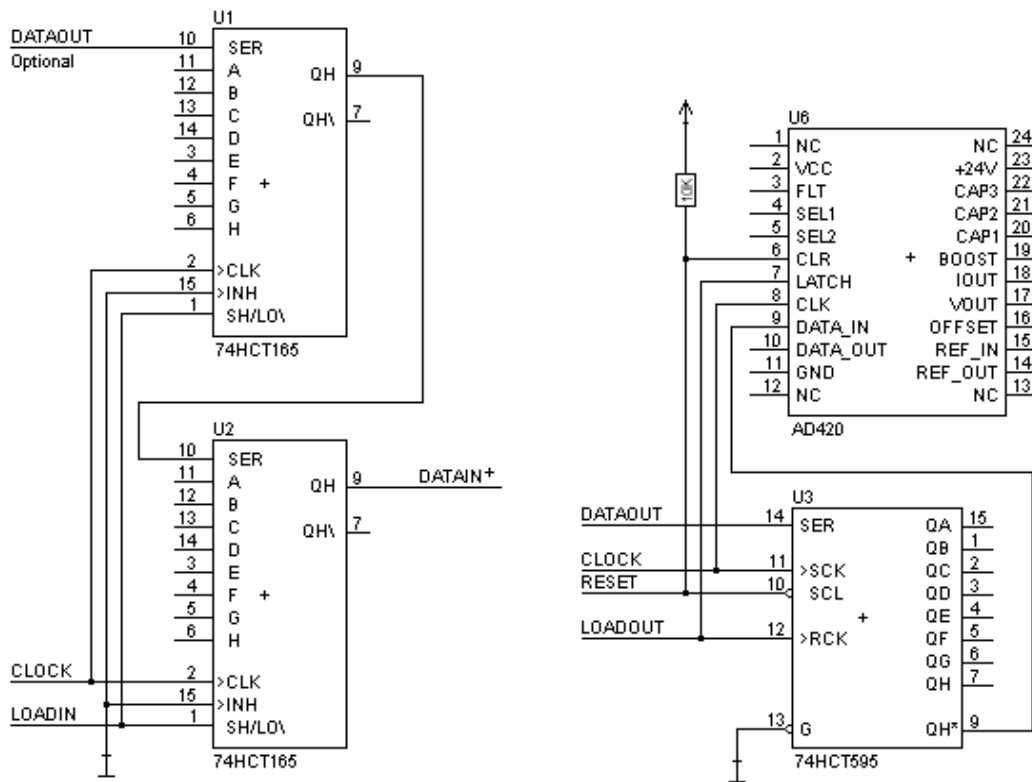 U1
DATAOUT 10 SER
Optional
11 A
12 B
13 C
14 D
3 E
4 F +
5 G
6 H
2 >CLK
15 >INH
1 SH/LO\
QH 9
QH\ 7
74HCT165
U2
10 SER
11 A
12 B
13 C
14 D
3 E
4 F +
5 G
6 H
CLOCK 2 >CLK
15 >INH
LOADIN 1 SH/LO\
QH 9 DATAIN+
QH\ 7
74HCT165
10K
U6
1 NC NC 24
2 VCC +24V 23
3 FLT CAP3 22
4 SEL1 CAP2 21
5 SEL2 CAP1 20
6 CLR + BOOST 19
7 LATCH IOUT 18
8 CLK VOUT 17
9 DATA_IN OFFSET 16
10 DATA_OUT REF_IN 15
11 GND REF_OUT 14
12 NC NC 13
AD420
U3
DATAOUT 14 SER
CLOCK 11 >SCK
RESET 10 SCL
LOADOUT 12 >RCK
13 G
+
QA 15
QB 1
QC 2
QD 3
QE 4
QF 5
QG 6
QH 7
QH* 9
74HCT595